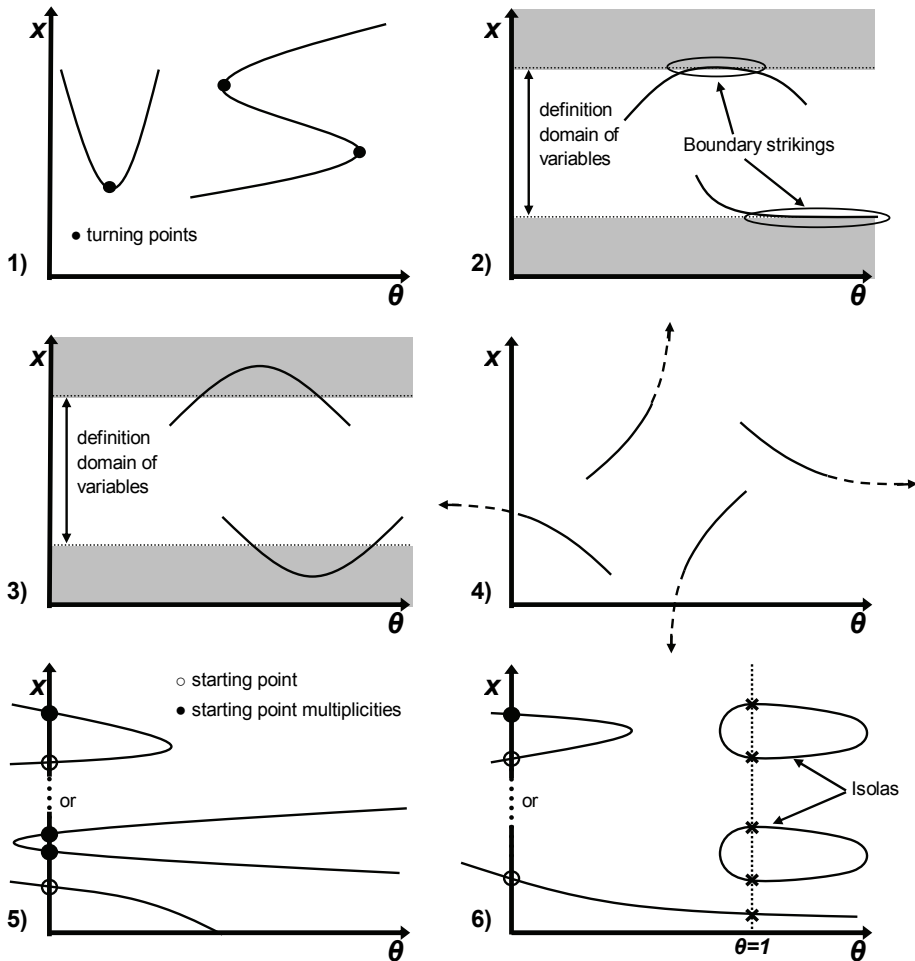 x
● turning points
1)
θ
x
definition
domain of
variables
Boundary strikings
2)
θ
x
definition
domain of
variables
3)
θ
x
4)
θ
x
○ starting point
● starting point multiplicities
or
5)
θ
x
or
Isolas
6)
θ=1
θ